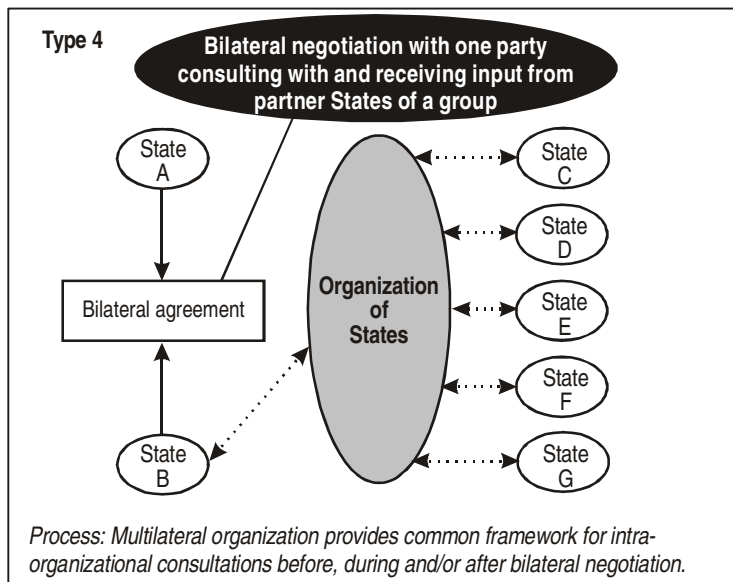 Type 4
Bilateral negotiation with one party
consulting with and receiving input from
partner States of a group
State
A
State
C
State
D
Organization
of
States
Bilateral agreement
State
E
State
F
State
B
State
G
Process: Multilateral organization provides common framework for intra-
organizational consultations before, during and/or after bilateral negotiation.